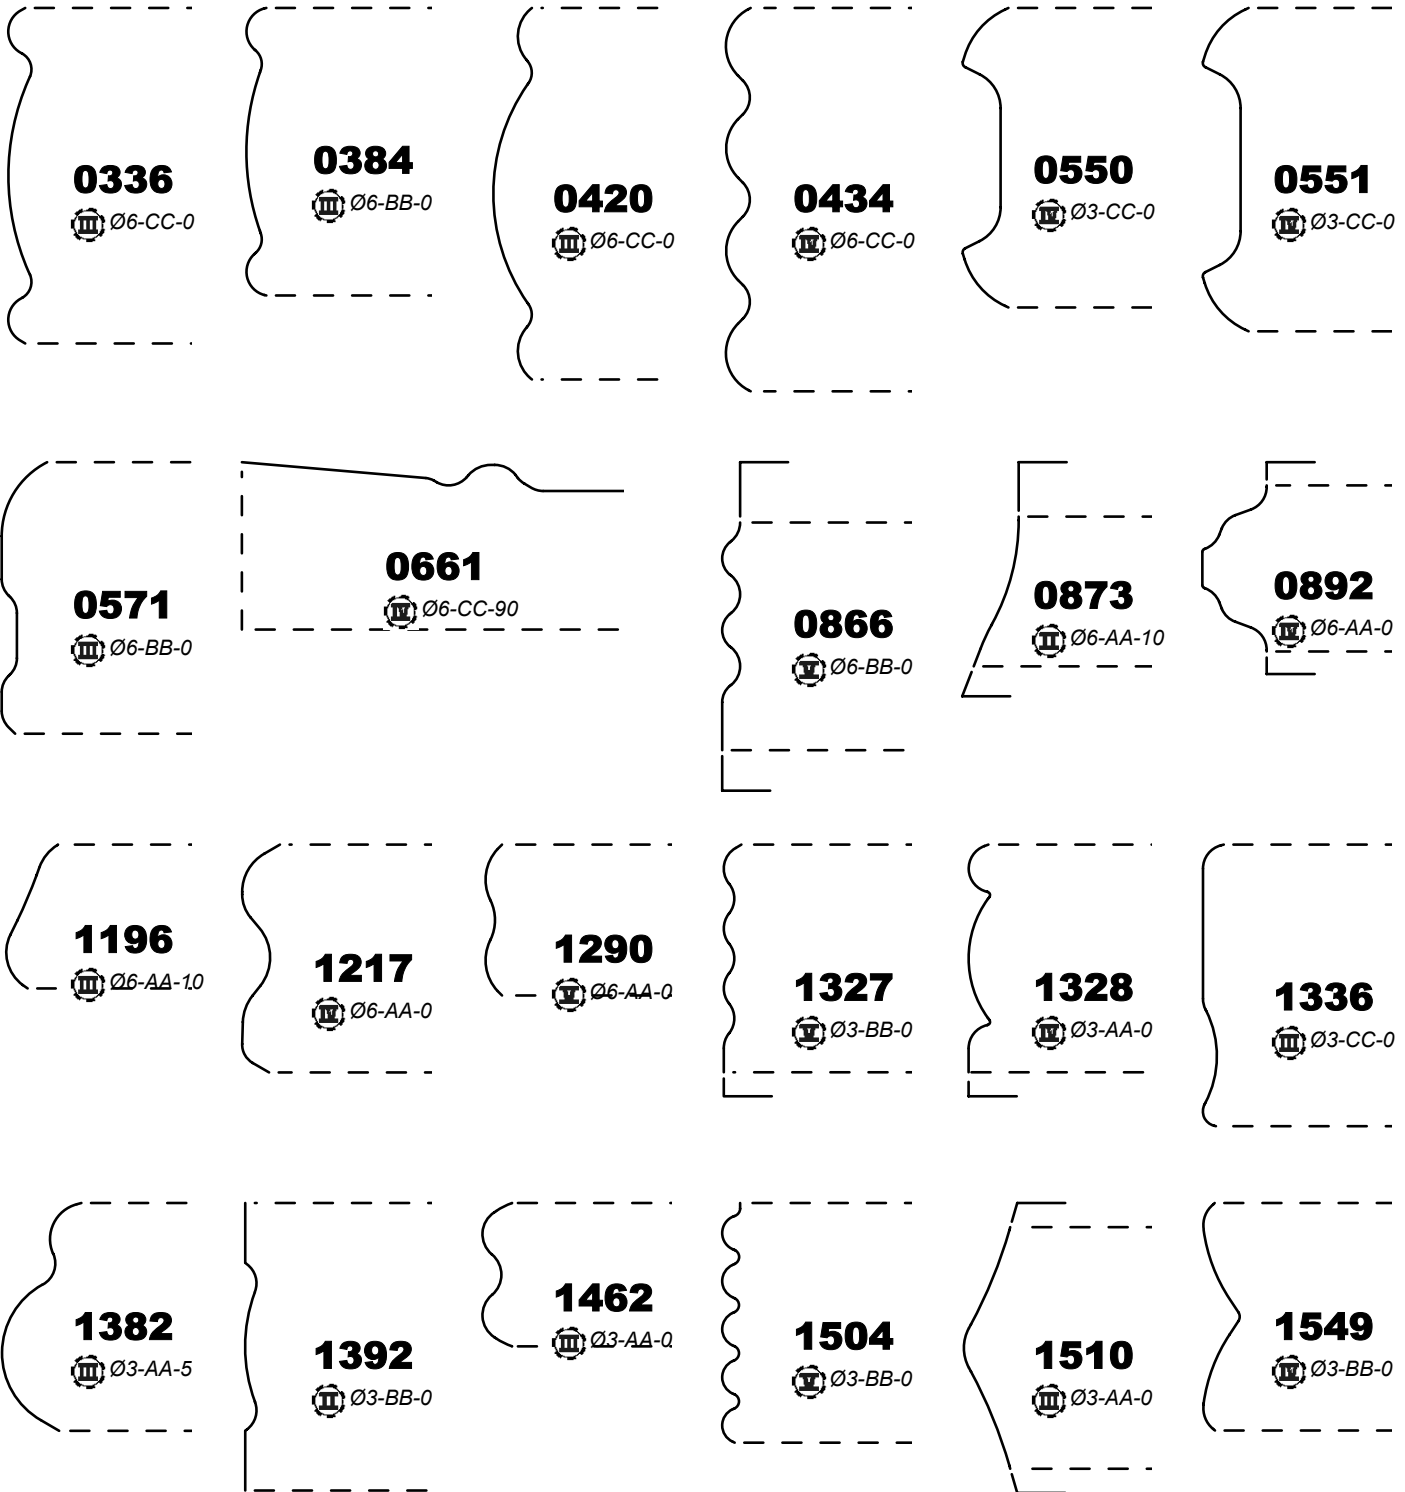 0336
III Ø6-CC-0
0384
III Ø6-BB-0
0420
III Ø6-CC-0
0434
IV Ø6-CC-0
0550
IV Ø3-CC-0
0551
IV Ø3-CC-0
0571
III Ø6-BB-0
0661
IV Ø6-CC-90
0866
V Ø6-BB-0
0873
II Ø6-AA-10
0892
IV Ø6-AA-0
1196
III Ø6-AA-10
1217
IV Ø6-AA-0
1290
V Ø6-AA-0
1327
V Ø3-BB-0
1328
IV Ø3-AA-0
1336
III Ø3-CC-0
1382
III Ø3-AA-5
1392
II Ø3-BB-0
1462
III Ø3-AA-0
1504
V Ø3-BB-0
1510
III Ø3-AA-0
1549
IV Ø3-BB-0